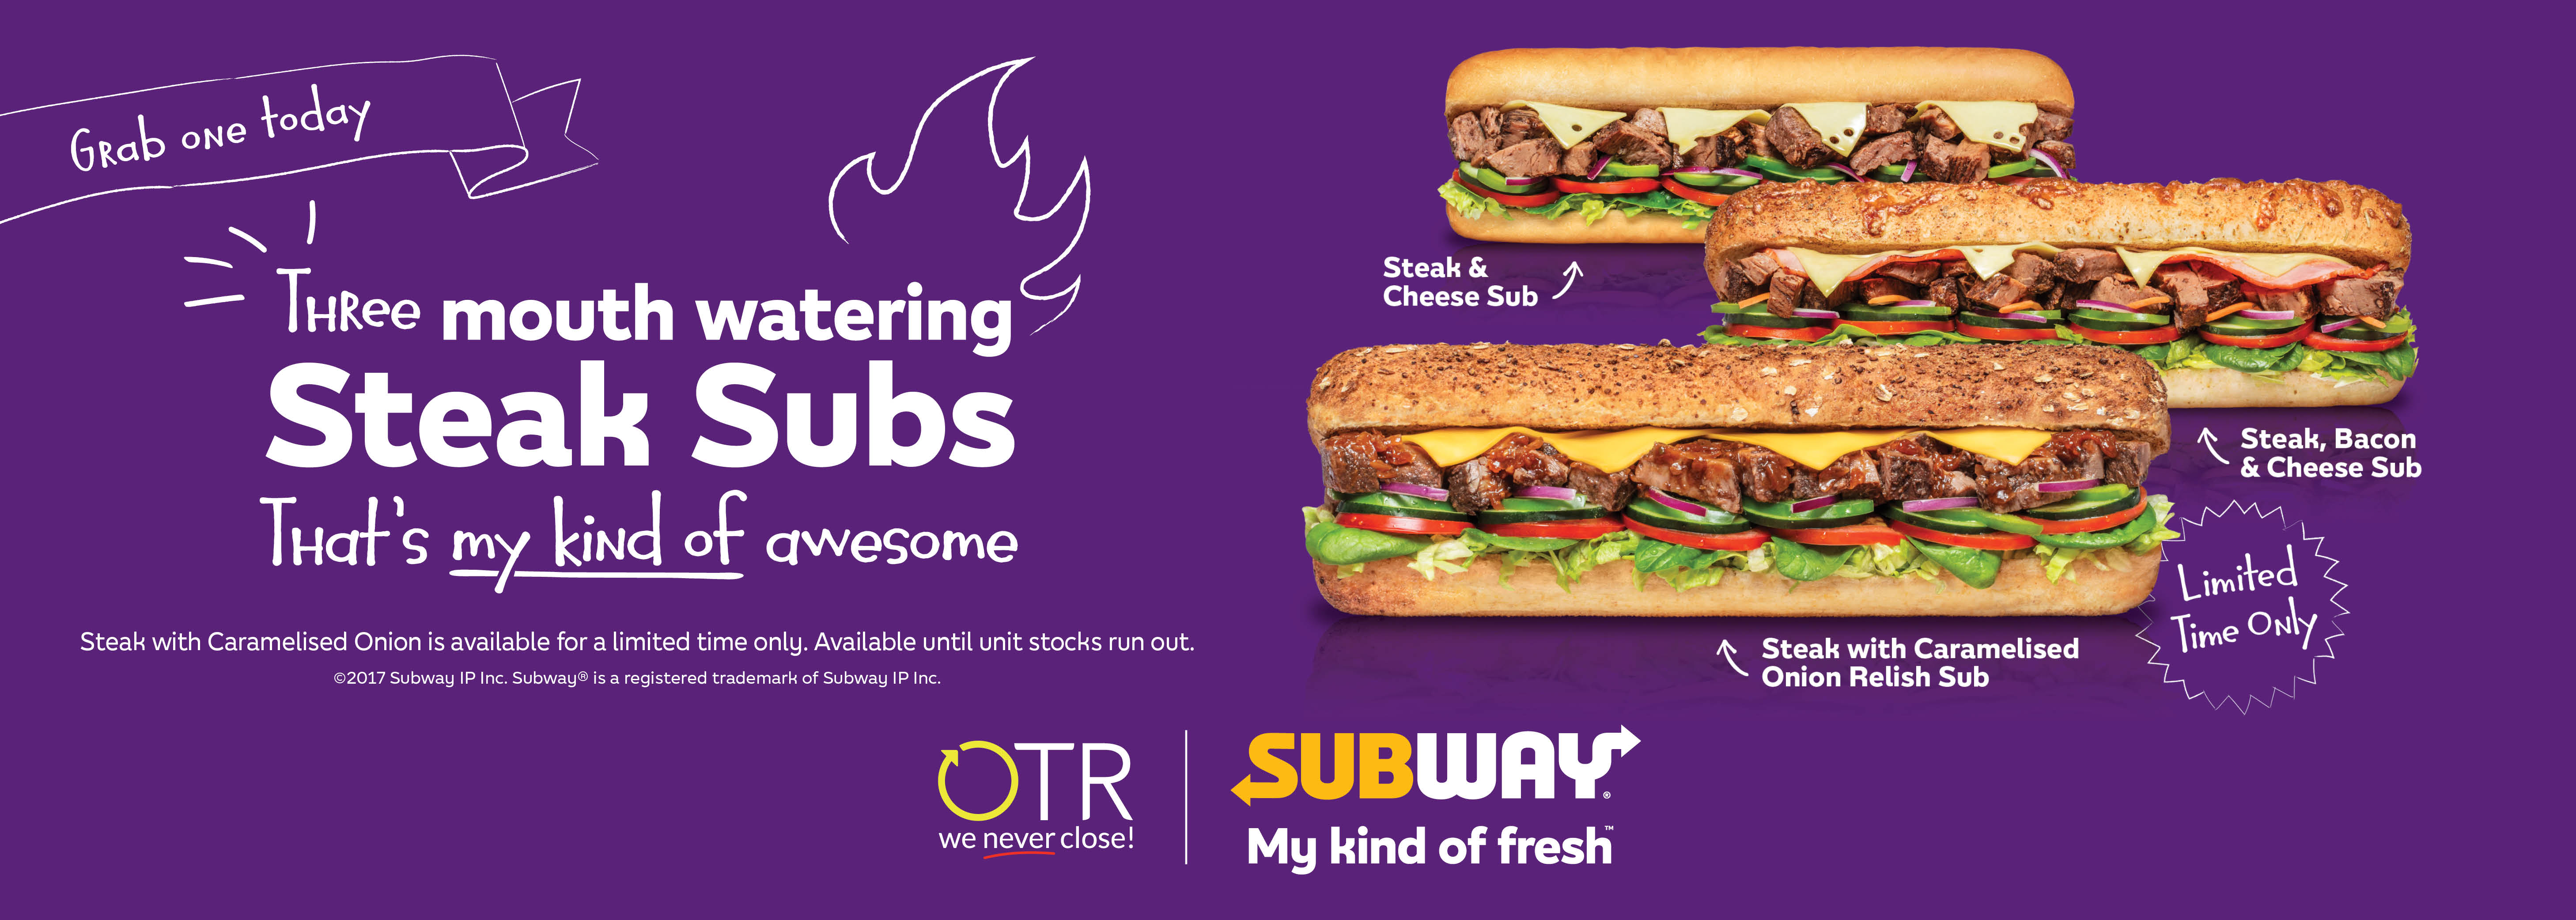 Grab one today
Three mouth watering
Steak Subs
That's my kind of awesome
Steak with Caramelised Onion is available for a limited time only. Available until unit stocks run out.
©2017 Subway IP Inc. Subway® is a registered trademark of Subway IP Inc.
Steak &
Cheese Sub
Steak, Bacon
& Cheese Sub
Steak with Caramelised
Onion Relish Sub
Limited
Time Only
OTR
we never close!
SUBWAY®
My kind of fresh™